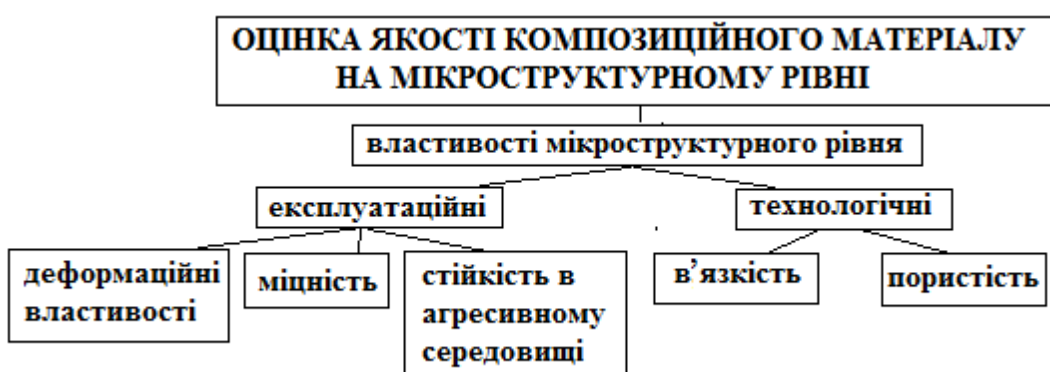 ОЦІНКА ЯКОСТІ КОМПОЗИЦІЙНОГО МАТЕРІАЛУ
НА МІКРОСТРУКТУРНОМУ РІВНІ
властивості мікроструктурного рівня
експлуатаційні
технологічні
деформаційні
властивості
міцність
стійкість в
агресивному
середовищі
в’язкість
пористість